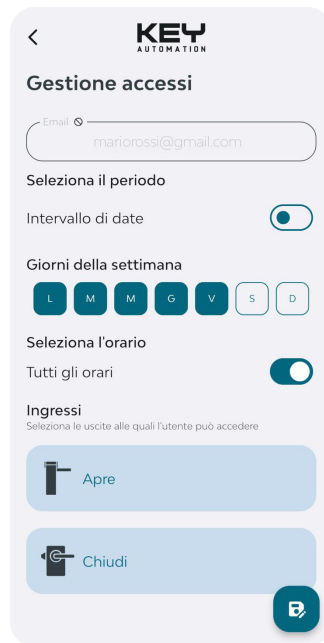 KEY
AUTOMATION
Gestione accessi
Email
mariorossi@gmail.com
Seleziona il periodo
Intervallo di date
Giorni della settimana
L M M G V S D
Seleziona l'orario
Tutti gli orari
Ingressi
Seleziona le uscite alle quali l'utente può accedere
Apre
Chiudi